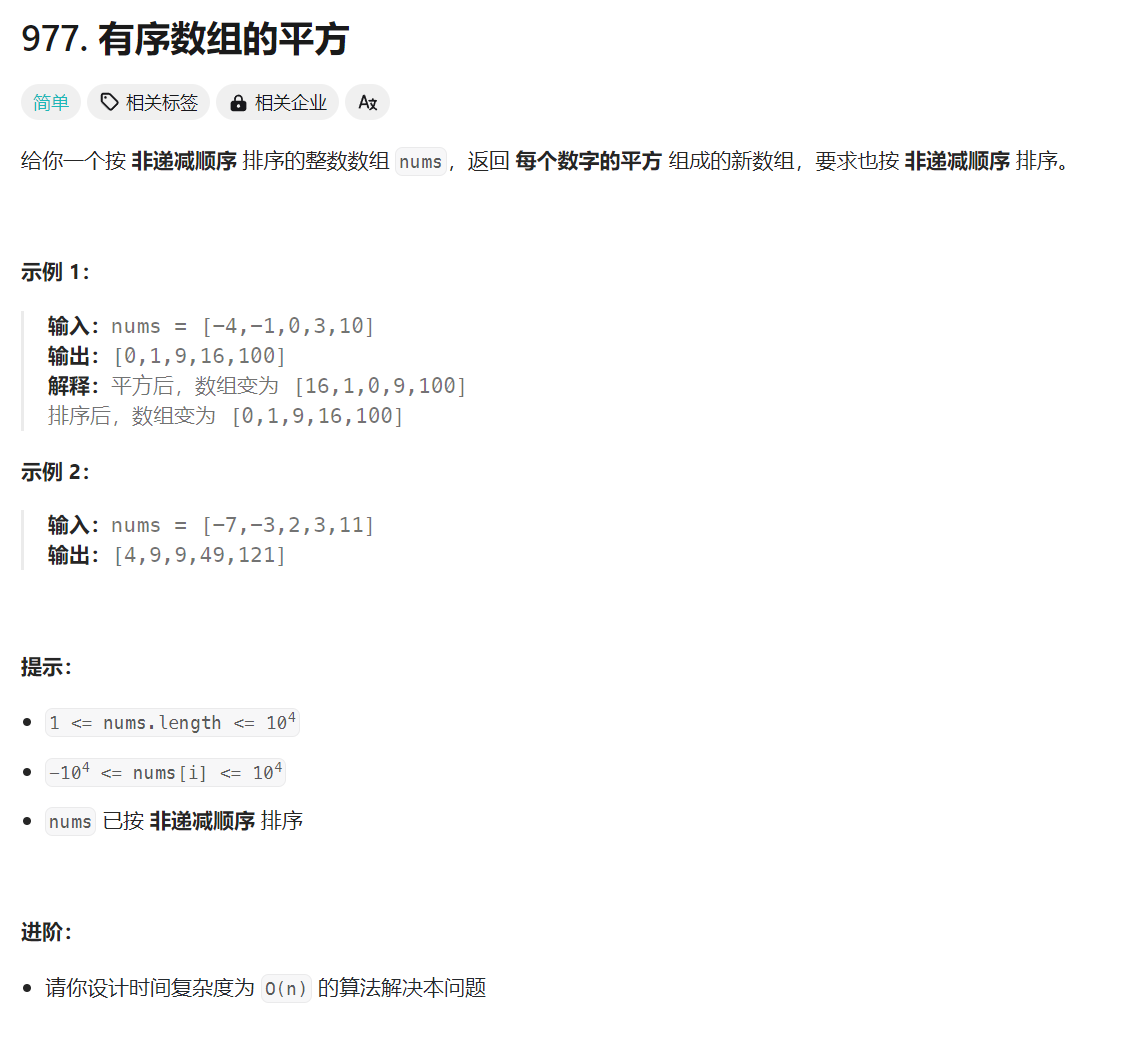 977. 有序数组的平方
简单 相关标签 相关企业 A文
给你一个按 非递减顺序 排序的整数数组 nums，返回 每个数字的平方 组成的新数组，要求也按 非递减顺序 排序。
示例 1：
输入：nums = [-4,-1,0,3,10]
输出：[0,1,9,16,100]
解释：平方后，数组变为 [16,1,0,9,100]
排序后，数组变为 [0,1,9,16,100]
示例 2：
输入：nums = [-7,-3,2,3,11]
输出：[4,9,9,49,121]
提示：
1 <= nums.length <= 10⁴
-10⁴ <= nums[i] <= 10⁴
nums 已按 非递减顺序 排序
进阶：
请你设计时间复杂度为 O(n) 的算法解决本问题